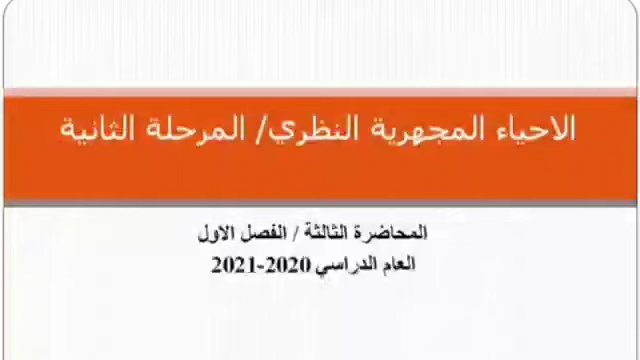 الاحياء المجهرية النظري/ المرحلة الثانية
المحاضرة الثالثة / الفصل الاول
العام الدراسي 2020-2021